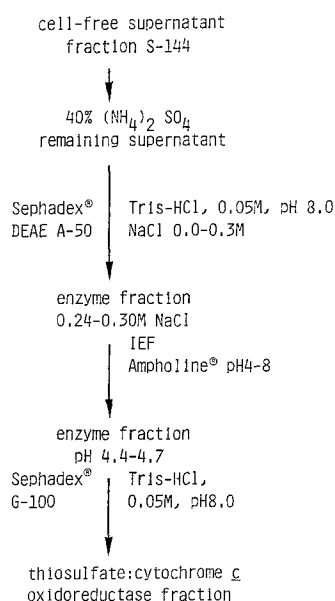 cell-free supernatant
fraction S-144
40% (NH4)2 SO4
remaining supernatant
Sephadex® Tris-HCl, 0.05M, pH 8.0
DEAE A-50 NaCl 0.0-0.3M
enzyme fraction
0.24-0.30M NaCl
IEF
Ampholine® pH4-8
enzyme fraction
pH 4.4-4.7
Sephadex® Tris-HCl,
G-100 0.05M, pH8.0
thiosulfate:cytochrome c
oxidoreductase fraction